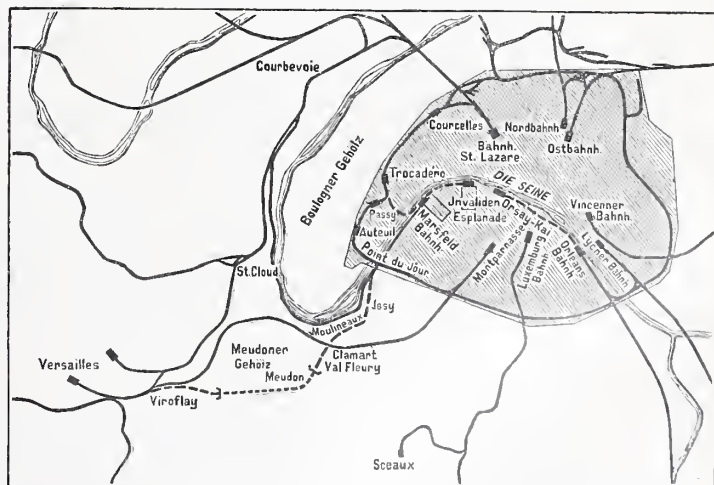 Courbevoie
Boulogner Gehölz
Courcelles
Nordbahnh
Bahnh.
St. Lazare
Ostbahnh.
Trocadéro
DIE SEINE
Passy
Auteuil
Marsfeld
Bahnh.
Jnvaliden
Esplanade
Orsay-Kai
Vincenner
Bahnh.
Point du Jour
Montparnasse
Luxemburg
Bahnh.
Orléans
Bahnh.
Lyoner Bahnh
St.Cloud
Jssy
Moulineaux
Meudoner
Gehölz
Clamart
Meudon
Val Fleury
Versailles
Viroflay
Sceaux